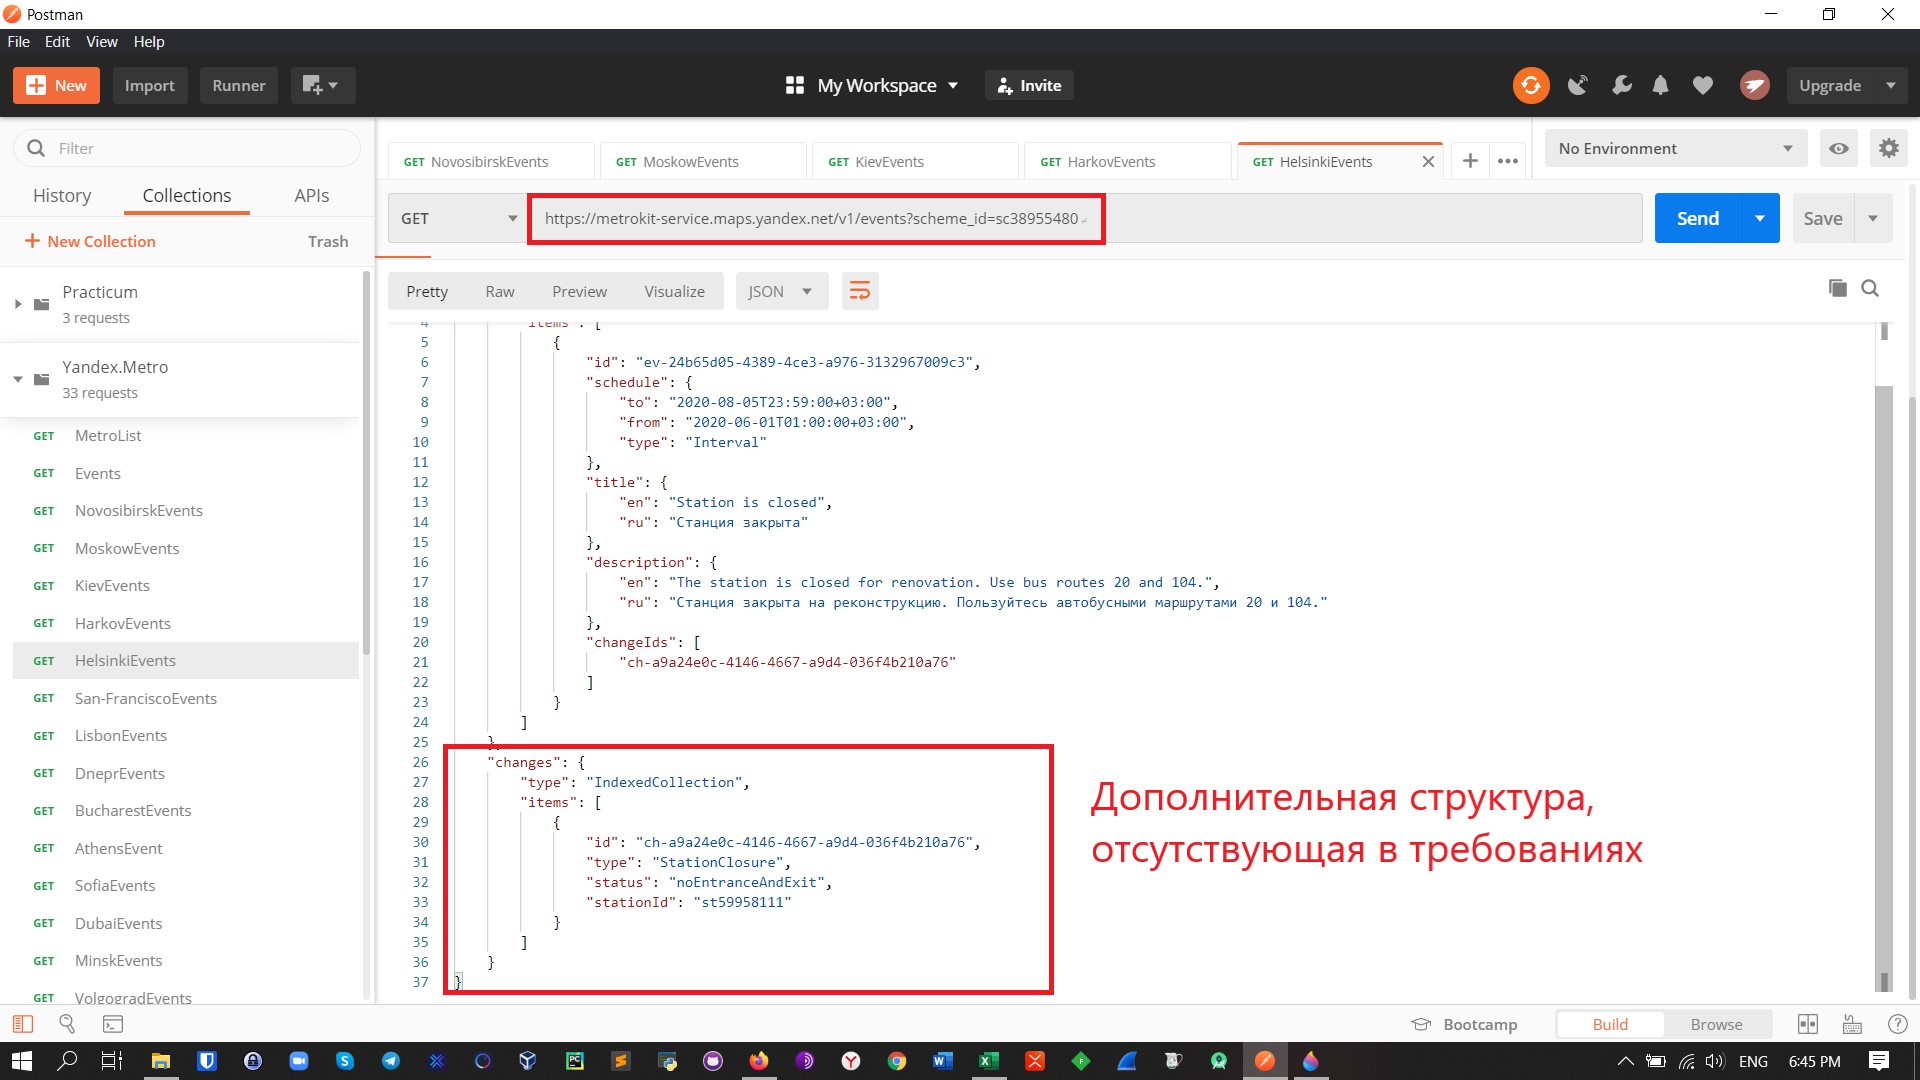 Postman
File Edit View Help
New Import Runner My Workspace Invite Upgrade
Filter
History Collections APIs
New Collection Trash
Practicum
3 requests
Yandex.Metro
33 requests
GET MetroList
GET Events
GET NovosibirskEvents
GET MoskowEvents
GET KievEvents
GET HarkovEvents
GET HelsinkiEvents
GET San-FranciscoEvents
GET LisbonEvents
GET DneprEvents
GET BucharestEvents
GET AthensEvent
GET SofiaEvents
GET DubaiEvents
GET MinskEvents
GET VolgogradEvents
GET NovosibirskEvents GET MoskowEvents GET KievEvents GET HarkovEvents GET HelsinkiEvents No Environment
GET https://metrokit-service.maps.yandex.net/v1/events?scheme_id=sc38955480 Send Save
Pretty Raw Preview Visualize JSON
4 "items": [
5 {
6 "id": "ev-24b65d05-4389-4ce3-a976-3132967009c3",
7 "schedule": {
8 "to": "2020-08-05T23:59:00+03:00",
9 "from": "2020-06-01T01:00:00+03:00",
10 "type": "Interval"
11 },
12 "title": {
13 "en": "Station is closed",
14 "ru": "Станция закрыта"
15 },
16 "description": {
17 "en": "The station is closed for renovation. Use bus routes 20 and 104.",
18 "ru": "Станция закрыта на реконструкцию. Пользуйтесь автобусными маршрутами 20 и 104."
19 },
20 "changeIds": [
21 "ch-a9a24e0c-4146-4667-a9d4-036f4b210a76"
22 ]
23 }
24 ]
25 },
26 "changes": {
27 "type": "IndexedCollection",
28 "items": [
29 {
30 "id": "ch-a9a24e0c-4146-4667-a9d4-036f4b210a76",
31 "type": "StationClosure",
32 "status": "noEntranceAndExit",
33 "stationId": "st59958111"
34 }
35 ]
36 }
37 }
Дополнительная структура,
отсутствующая в требованиях
Bootcamp Build Browse
ENG 6:45 PM